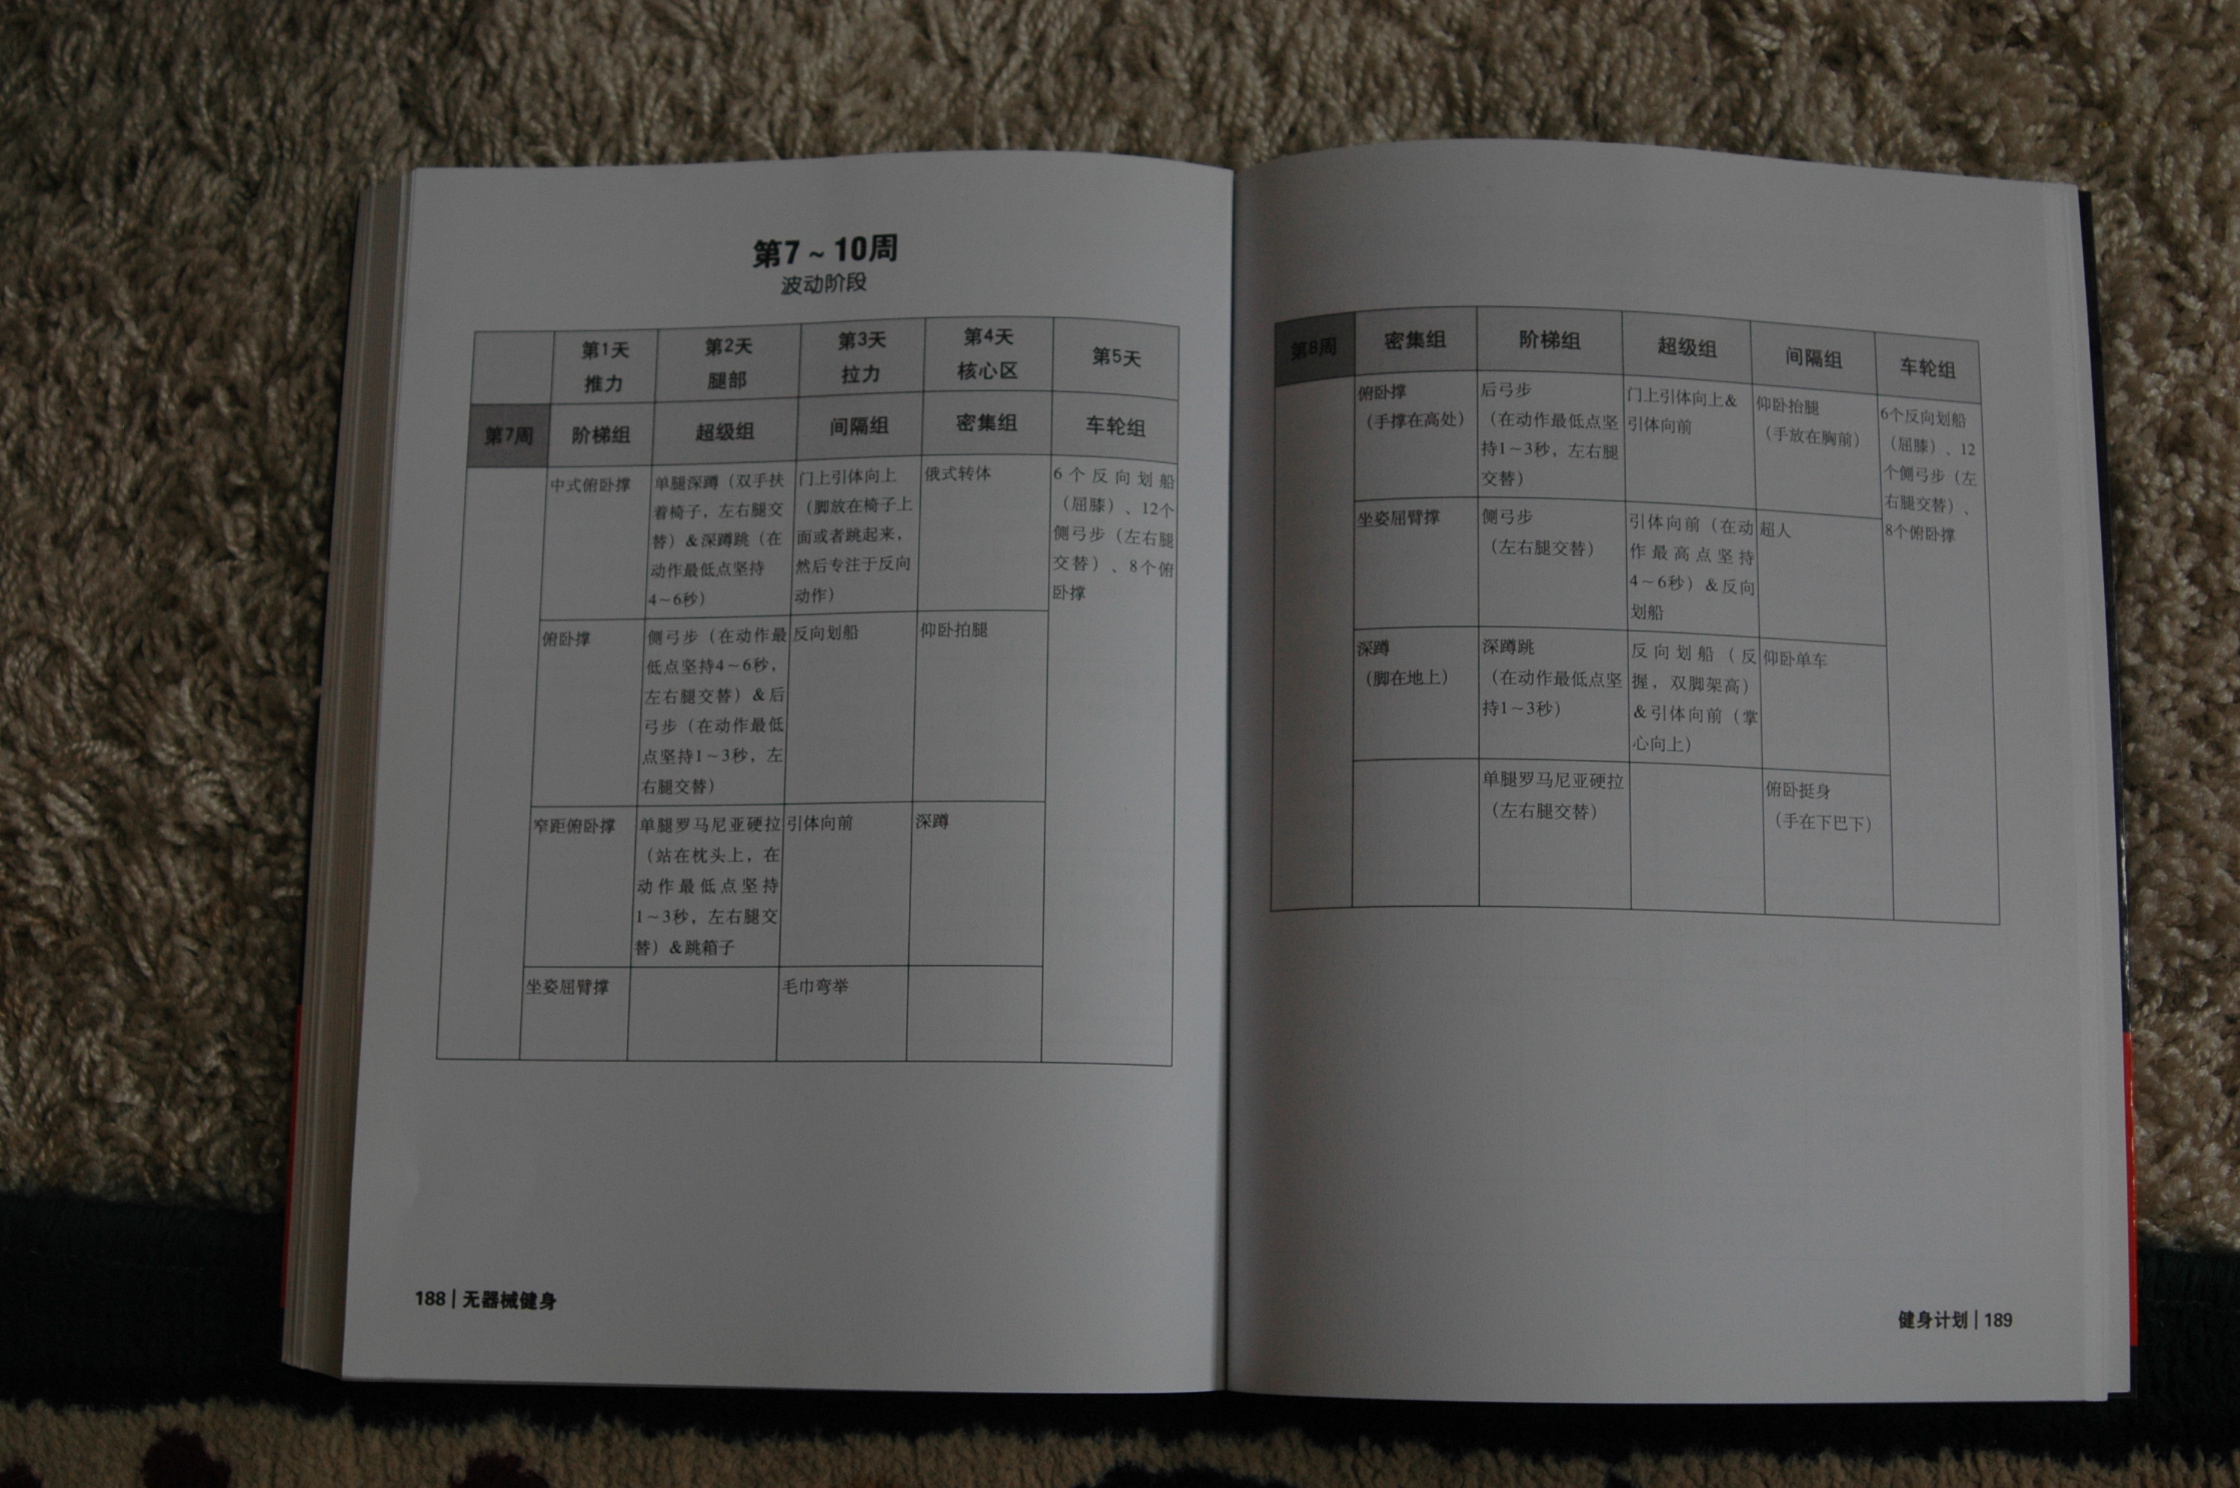 第7～10周
波动阶段
第1天
推力
第2天
腿部
第3天
拉力
第4天
核心区
第5天
第7周
阶梯组
超级组
间隔组
密集组
车轮组
中式俯卧撑
单腿深蹲（双手扶
着椅子，左右腿交
替）&深蹲跳（在
动作最低点坚持
4～6秒）
门上引体向上
（脚放在椅子上
面或者跳起来，
然后专注于反向
动作）
俄式转体
6个反向划船
（屈膝）、12个
侧弓步（左右腿
交替）、8个俯
卧撑
俯卧撑
侧弓步（在动作最
低点坚持4～6秒，
左右腿交替）&后
弓步（在动作最低
点坚持1～3秒，左
右腿交替）
反向划船
仰卧抬腿
窄距俯卧撑
单腿罗马尼亚硬拉
（站在枕头上，在
动作最低点坚持
1～3秒，左右腿交
替）&跳箱子
引体向前
深蹲
坐姿屈臂撑
毛巾弯举
188 | 无器械健身
第8周
密集组
阶梯组
超级组
间隔组
车轮组
俯卧撑
（手撑在高处）
后弓步
（在动作最低点坚
持1～3秒，左右腿
交替）
门上引体向上&
引体向前
仰卧抬腿
（手放在胸前）
6个反向划船
（屈膝）、12
个侧弓步（左
右腿交替）、
8个俯卧撑
坐姿屈臂撑
侧弓步
（左右腿交替）
引体向前（在动
作最高点坚持
4～6秒）&反向
划船
超人
深蹲
（脚在地上）
深蹲跳
（在动作最低点坚
持1～3秒）
反向划船（反
握，双脚架高）
&引体向前（掌
心向上）
仰卧单车
单腿罗马尼亚硬拉
（左右腿交替）
俯卧挺身
（手在下巴下）
健身计划 | 189